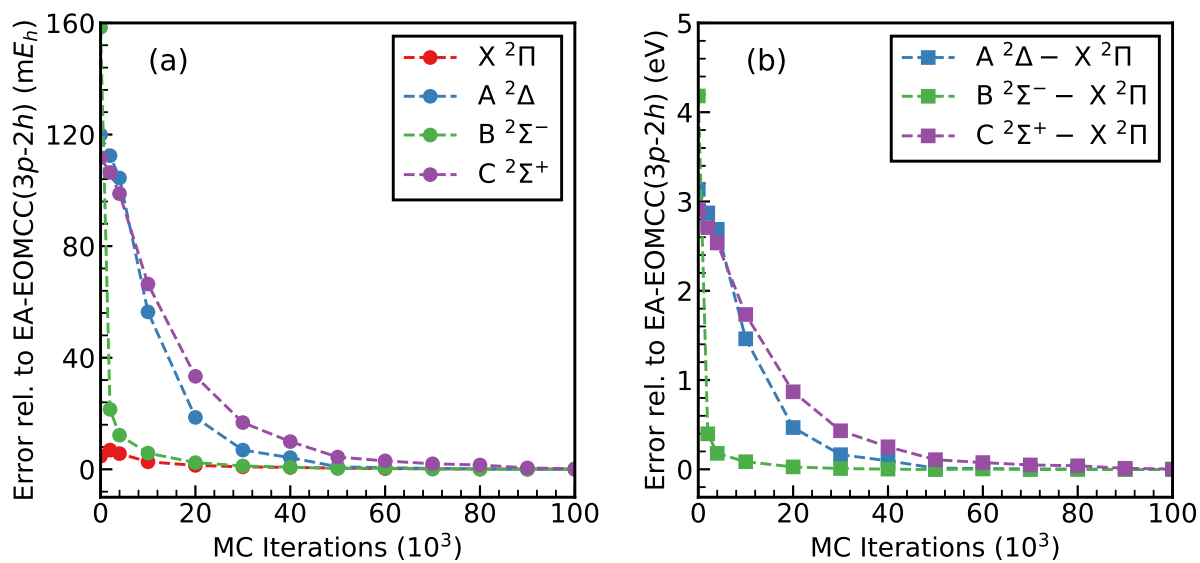 Error rel. to EA-EOMCC(3p-2h) (mEₕ)
160
120
80
40
0
(a)
X ²Π
A ²Δ
B ²Σ⁻
C ²Σ⁺
0 20 40 60 80 100
MC Iterations (10³)
Error rel. to EA-EOMCC(3p-2h) (eV)
5
4
3
2
1
0
(b)
A ²Δ − X ²Π
B ²Σ⁻ − X ²Π
C ²Σ⁺ − X ²Π
0 20 40 60 80 100
MC Iterations (10³)